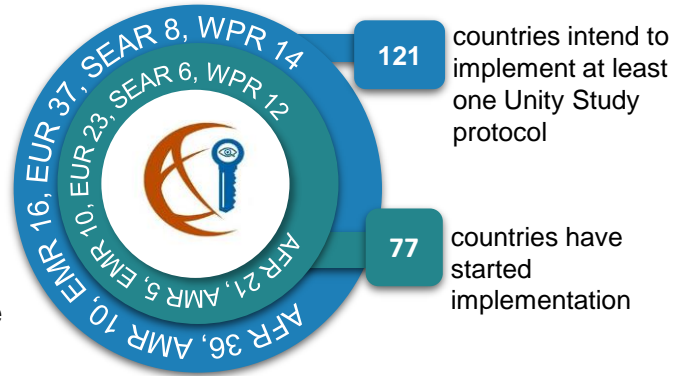 EMR 16, EUR 37, SEAR 8, WPR 14
EMR 10, EUR 23, SEAR 6, WPR 12
AFR 21, AMR 5,
AFR 36, AMR 10,
121
countries intend to
implement at least
one Unity Study
protocol
77
countries have
started
implementation
e